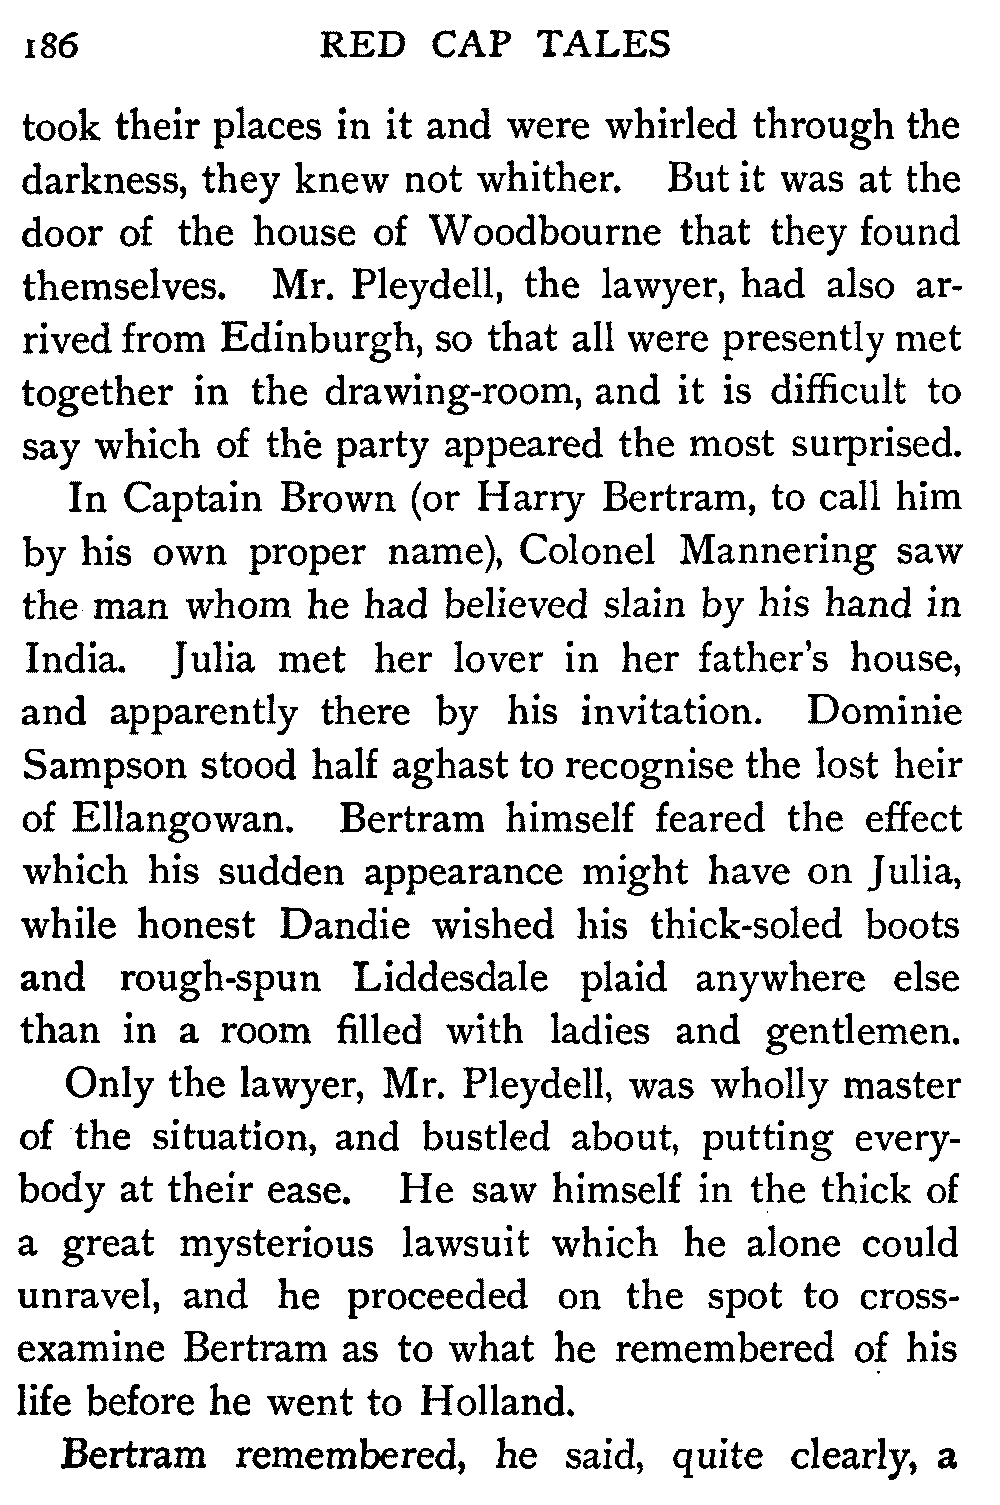 186 RED CAP TALES
took their places in it and were whirled through the
darkness, they knew not whither. But it was at the
door of the house of Woodbourne that they found
themselves. Mr. Pleydell, the lawyer, had also ar-
rived from Edinburgh, so that all were presently met
together in the drawing-room, and it is difficult to
say which of the party appeared the most surprised.
In Captain Brown (or Harry Bertram, to call him
by his own proper name), Colonel Mannering saw
the man whom he had believed slain by his hand in
India. Julia met her lover in her father's house,
and apparently there by his invitation. Dominie
Sampson stood half aghast to recognise the lost heir
of Ellangowan. Bertram himself feared the effect
which his sudden appearance might have on Julia,
while honest Dandie wished his thick-soled boots
and rough-spun Liddesdale plaid anywhere else
than in a room filled with ladies and gentlemen.
Only the lawyer, Mr. Pleydell, was wholly master
of the situation, and bustled about, putting every-
body at their ease. He saw himself in the thick of
a great mysterious lawsuit which he alone could
unravel, and he proceeded on the spot to cross-
examine Bertram as to what he remembered of his
life before he went to Holland.
Bertram remembered, he said, quite clearly, a